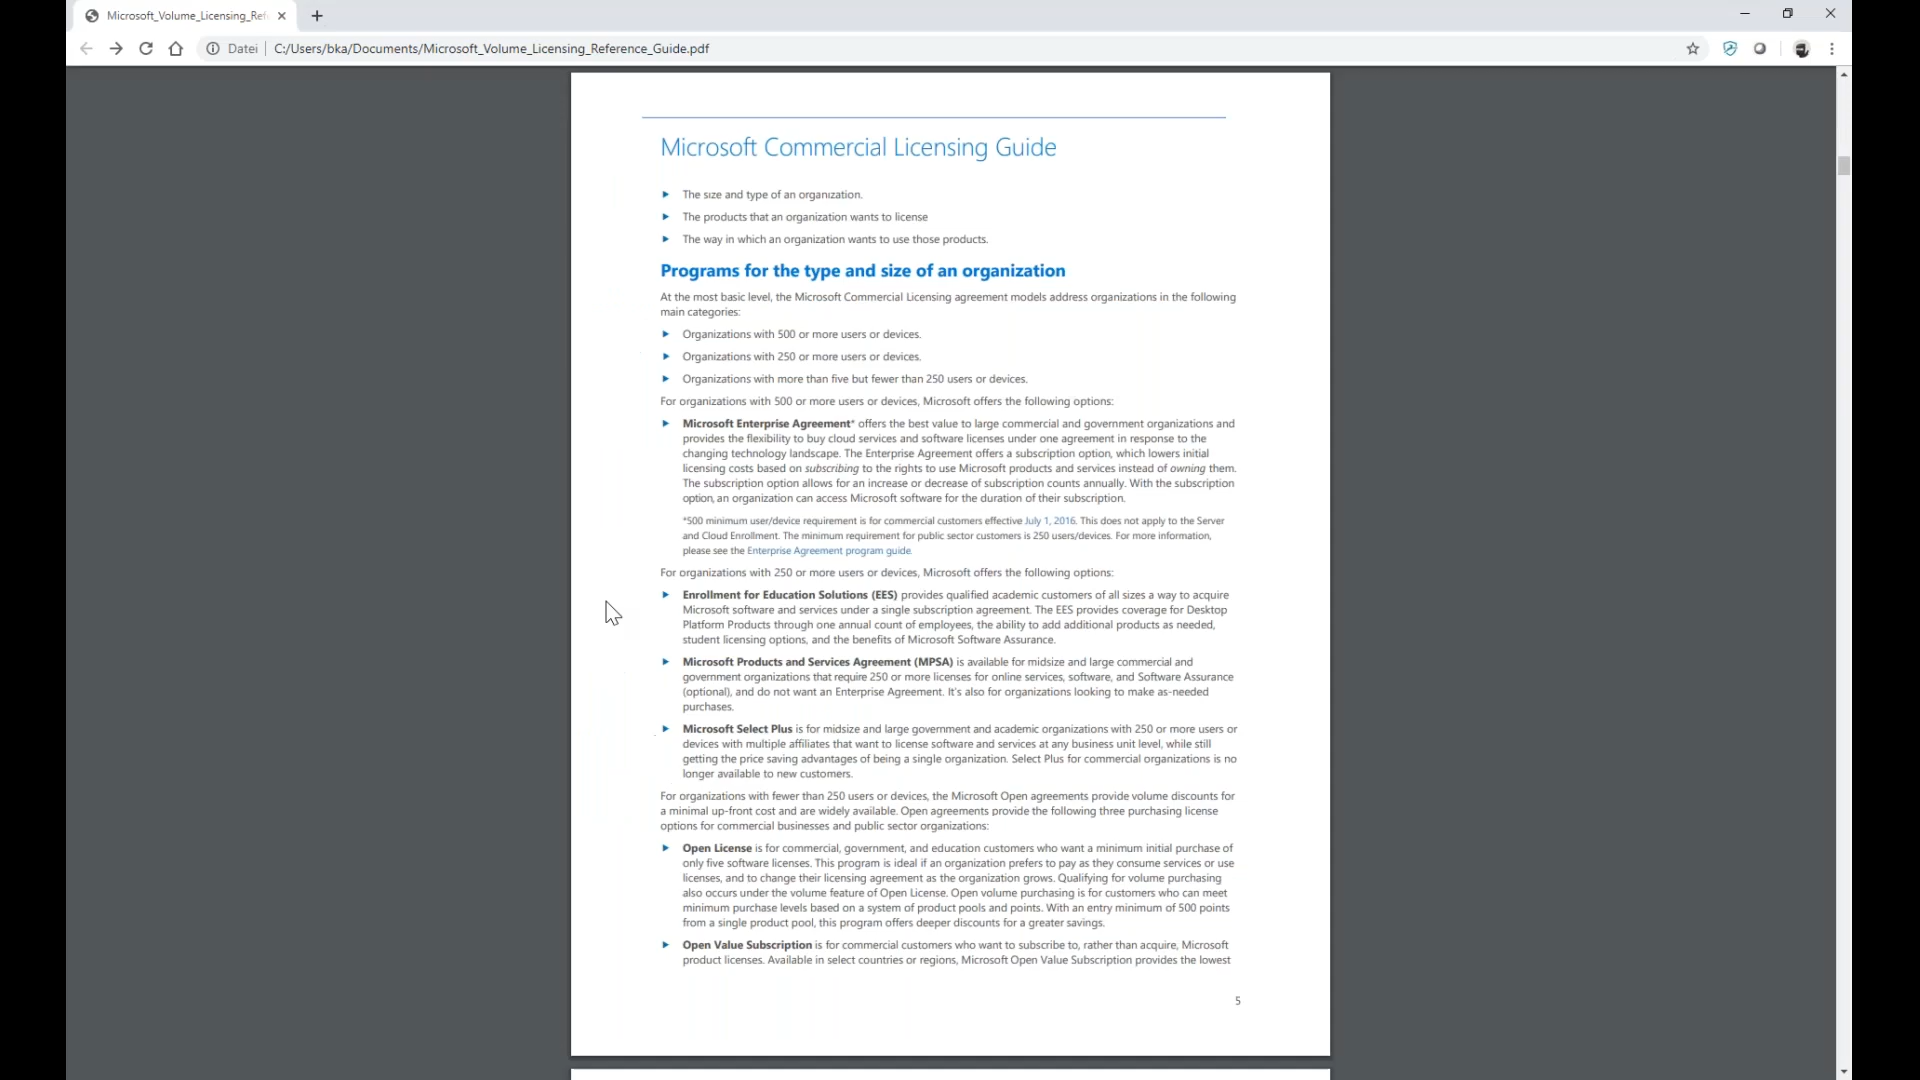 Microsoft_Volume_Licensing_Ref
Datei C:/Users/bka/Documents/Microsoft_Volume_Licensing_Reference_Guide.pdf
Microsoft Commercial Licensing Guide
The size and type of an organization.
The products that an organization wants to license
The way in which an organization wants to use those products.
Programs for the type and size of an organization
At the most basic level, the Microsoft Commercial Licensing agreement models address organizations in the following
main categories:
Organizations with 500 or more users or devices.
Organizations with 250 or more users or devices.
Organizations with more than five but fewer than 250 users or devices.
For organizations with 500 or more users or devices, Microsoft offers the following options:
Microsoft Enterprise Agreement* offers the best value to large commercial and government organizations and
provides the flexibility to buy cloud services and software licenses under one agreement in response to the
changing technology landscape. The Enterprise Agreement offers a subscription option, which lowers initial
licensing costs based on subscribing to the rights to use Microsoft products and services instead of owning them.
The subscription option allows for an increase or decrease of subscription counts annually. With the subscription
option, an organization can access Microsoft software for the duration of their subscription.
*500 minimum user/device requirement is for commercial customers effective July 1, 2016. This does not apply to the Server
and Cloud Enrollment. The minimum requirement for public sector customers is 250 users/devices. For more information,
please see the Enterprise Agreement program guide.
For organizations with 250 or more users or devices, Microsoft offers the following options:
Enrollment for Education Solutions (EES) provides qualified academic customers of all sizes a way to acquire
Microsoft software and services under a single subscription agreement. The EES provides coverage for Desktop
Platform Products through one annual count of employees, the ability to add additional products as needed,
student licensing options, and the benefits of Microsoft Software Assurance.
Microsoft Products and Services Agreement (MPSA) is available for midsize and large commercial and
government organizations that require 250 or more licenses for online services, software, and Software Assurance
(optional), and do not want an Enterprise Agreement. It's also for organizations looking to make as-needed
purchases.
Microsoft Select Plus is for midsize and large government and academic organizations with 250 or more users or
devices with multiple affiliates that want to license software and services at any business unit level, while still
getting the price saving advantages of being a single organization. Select Plus for commercial organizations is no
longer available to new customers.
For organizations with fewer than 250 users or devices, the Microsoft Open agreements provide volume discounts for
a minimal up-front cost and are widely available. Open agreements provide the following three purchasing license
options for commercial businesses and public sector organizations:
Open License is for commercial, government, and education customers who want a minimum initial purchase of
only five software licenses. This program is ideal if an organization prefers to pay as they consume services or use
licenses, and to change their licensing agreement as the organization grows. Qualifying for volume purchasing
also occurs under the volume feature of Open License. Open volume purchasing is for customers who can meet
minimum purchase levels based on a system of product pools and points. With an entry minimum of 500 points
from a single product pool, this program offers deeper discounts for a greater savings.
Open Value Subscription is for commercial customers who want to subscribe to, rather than acquire, Microsoft
product licenses. Available in select countries or regions, Microsoft Open Value Subscription provides the lowest
5